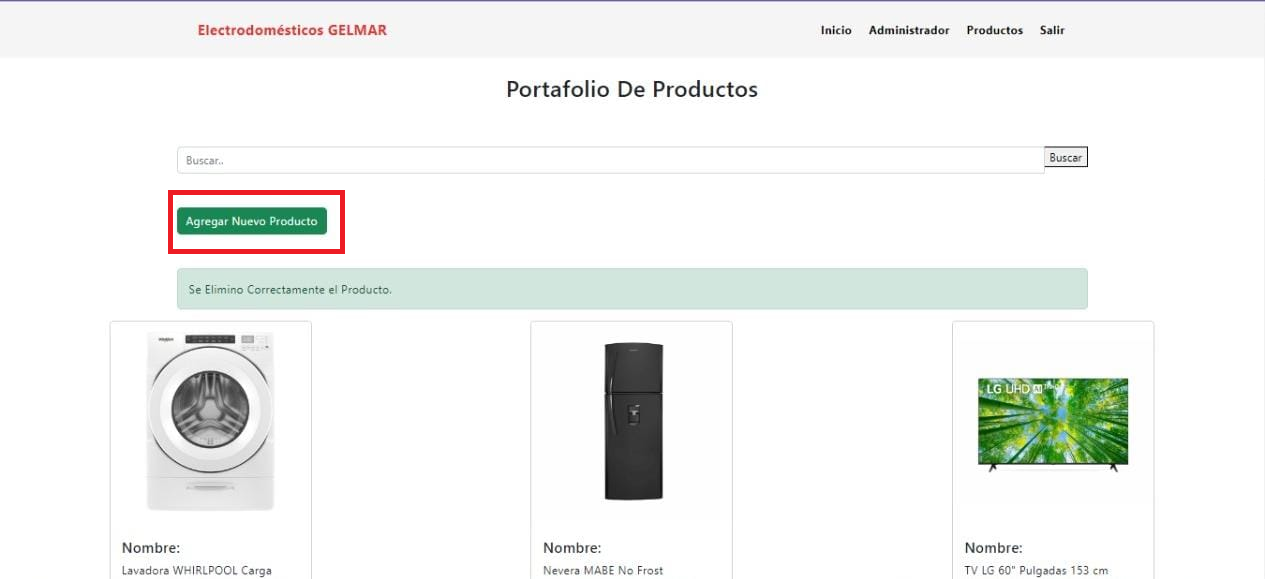 Electrodomésticos GELMAR
Inicio Administrador Productos Salir
Portafolio De Productos
Buscar..
Buscar
Agregar Nuevo Producto
Se Elimino Correctamente el Producto.
LG UHD AI
Nombre:
Lavadora WHIRLPOOL Carga
Nombre:
Nevera MABE No Frost
Nombre:
TV LG 60" Pulgadas 153 cm